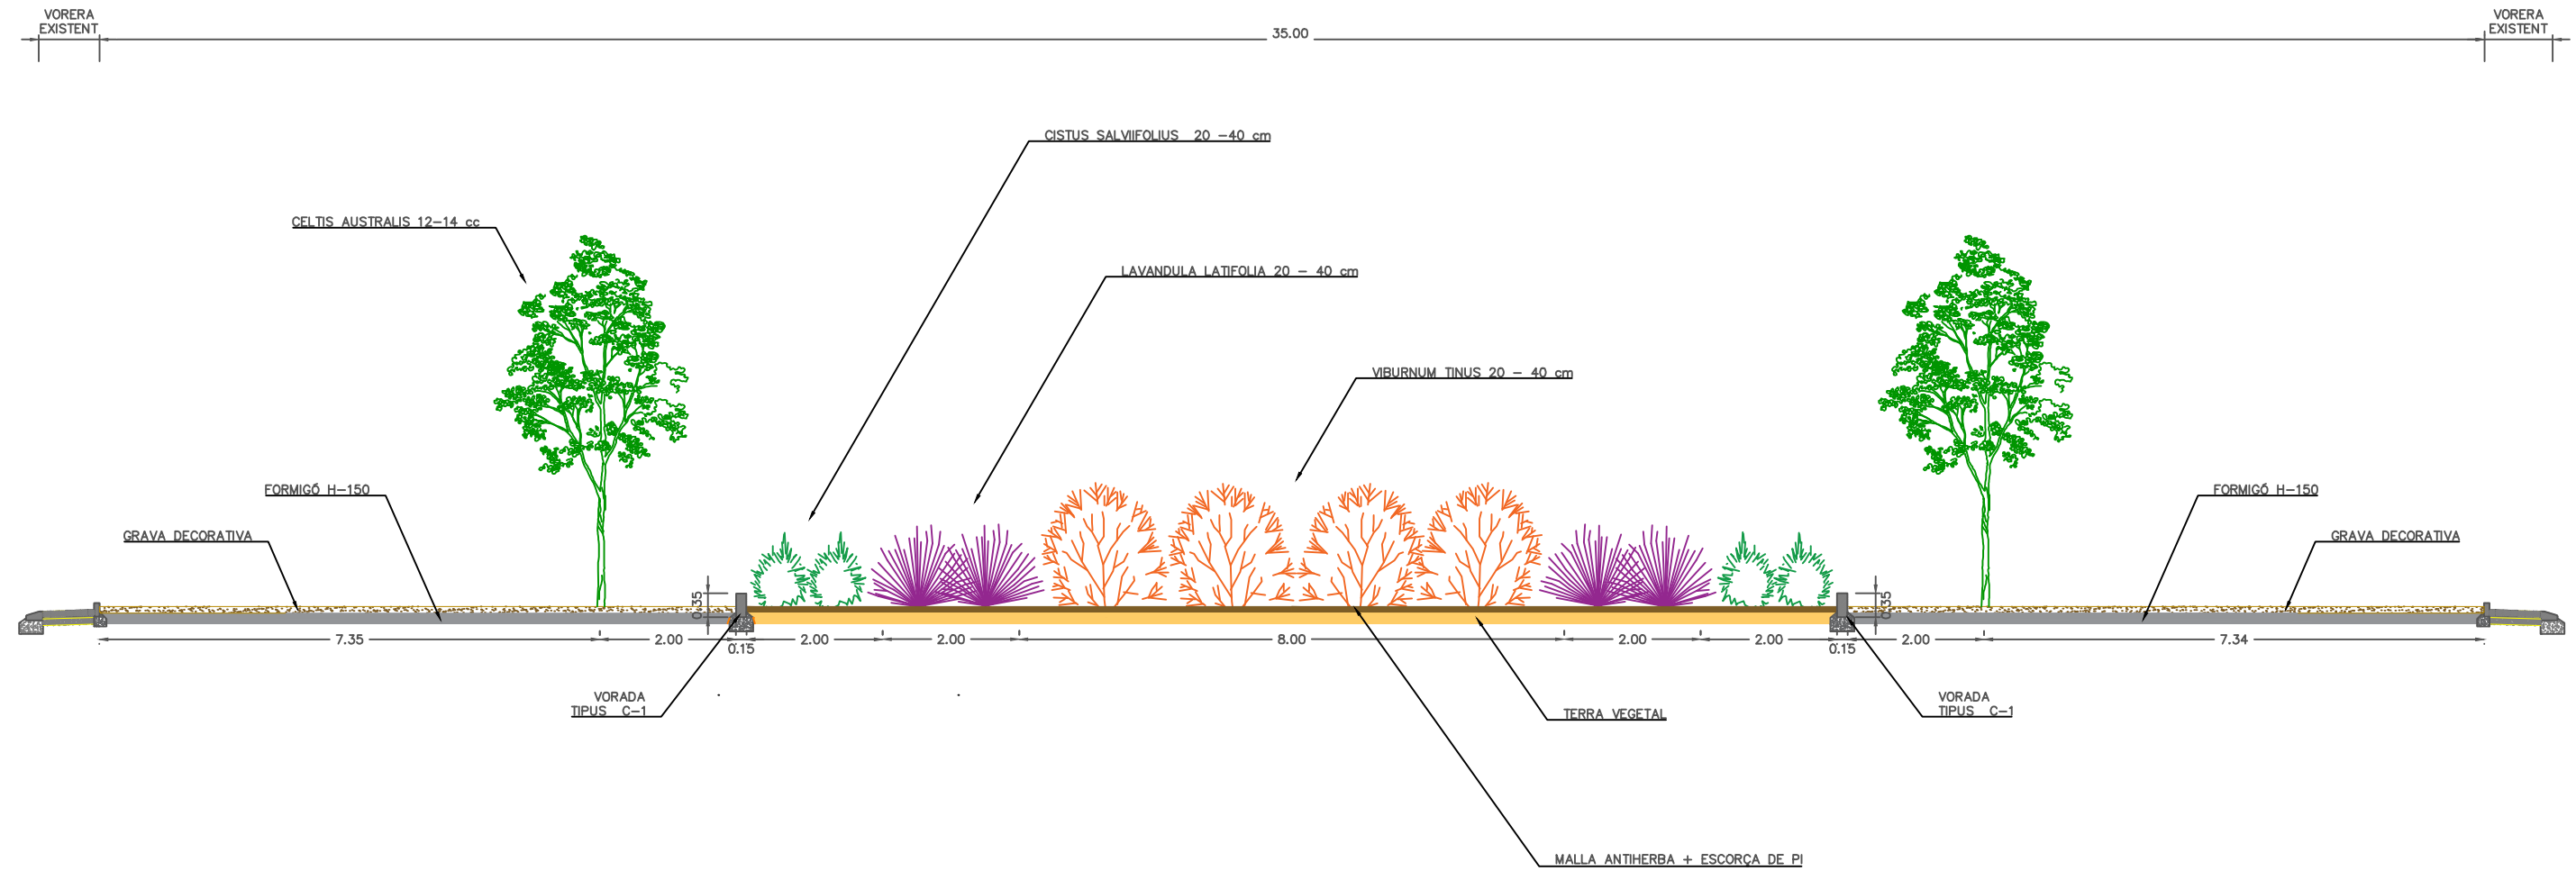 VORERA
EXISTENT
35.00
VORERA
EXISTENT
CISTUS SALVIIFOLIUS 20 -40 cm
CELTIS AUSTRALIS 12-14 cc
LAVANDULA LATIFOLIA 20 - 40 cm
VIBURNUM TINUS 20 - 40 cm
FORMIGÓ H-150
FORMIGÓ H-150
GRAVA DECORATIVA
GRAVA DECORATIVA
0.35
0.35
7.35
2.00
0.15
2.00
2.00
8.00
2.00
2.00
0.15
2.00
7.34
VORADA
TIPUS C-1
TERRA VEGETAL
VORADA
TIPUS C-1
MALLA ANTIHERBA + ESCORÇA DE PI